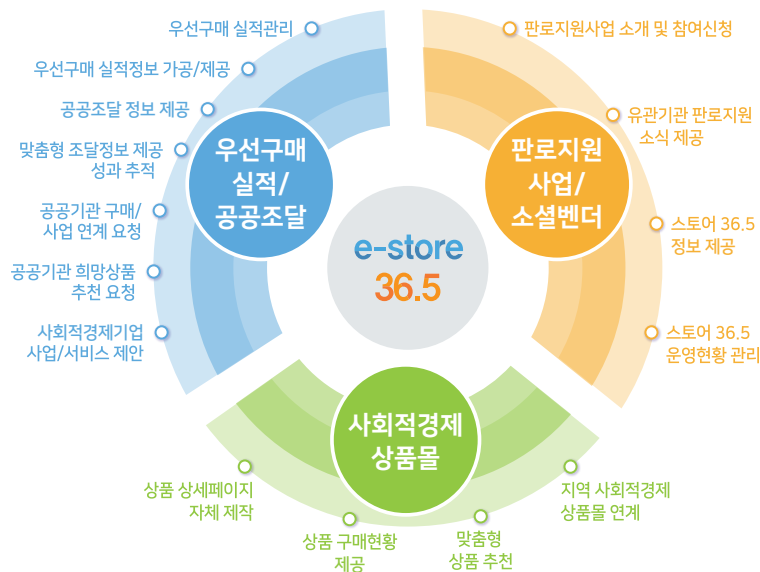 우선구매 실적관리
우선구매 실적정보 가공/제공
공공조달 정보 제공
맞춤형 조달정보 제공
성과 추적
공공기관 구매/
사업 연계 요청
공공기관 희망상품
추천 요청
사회적경제기업
사업/서비스 제안
우선구매
실적/
공공조달
e-store
36.5
판로지원
사업/
소셜벤더
판로지원사업 소개 및 참여신청
유관기관 판로지원
소식 제공
스토어 36.5
정보 제공
스토어 36.5
운영현황 관리
사회적경제
상품몰
상품 상세페이지
자체 제작
상품 구매현황
제공
맞춤형
상품 추천
지역 사회적경제
상품몰 연계